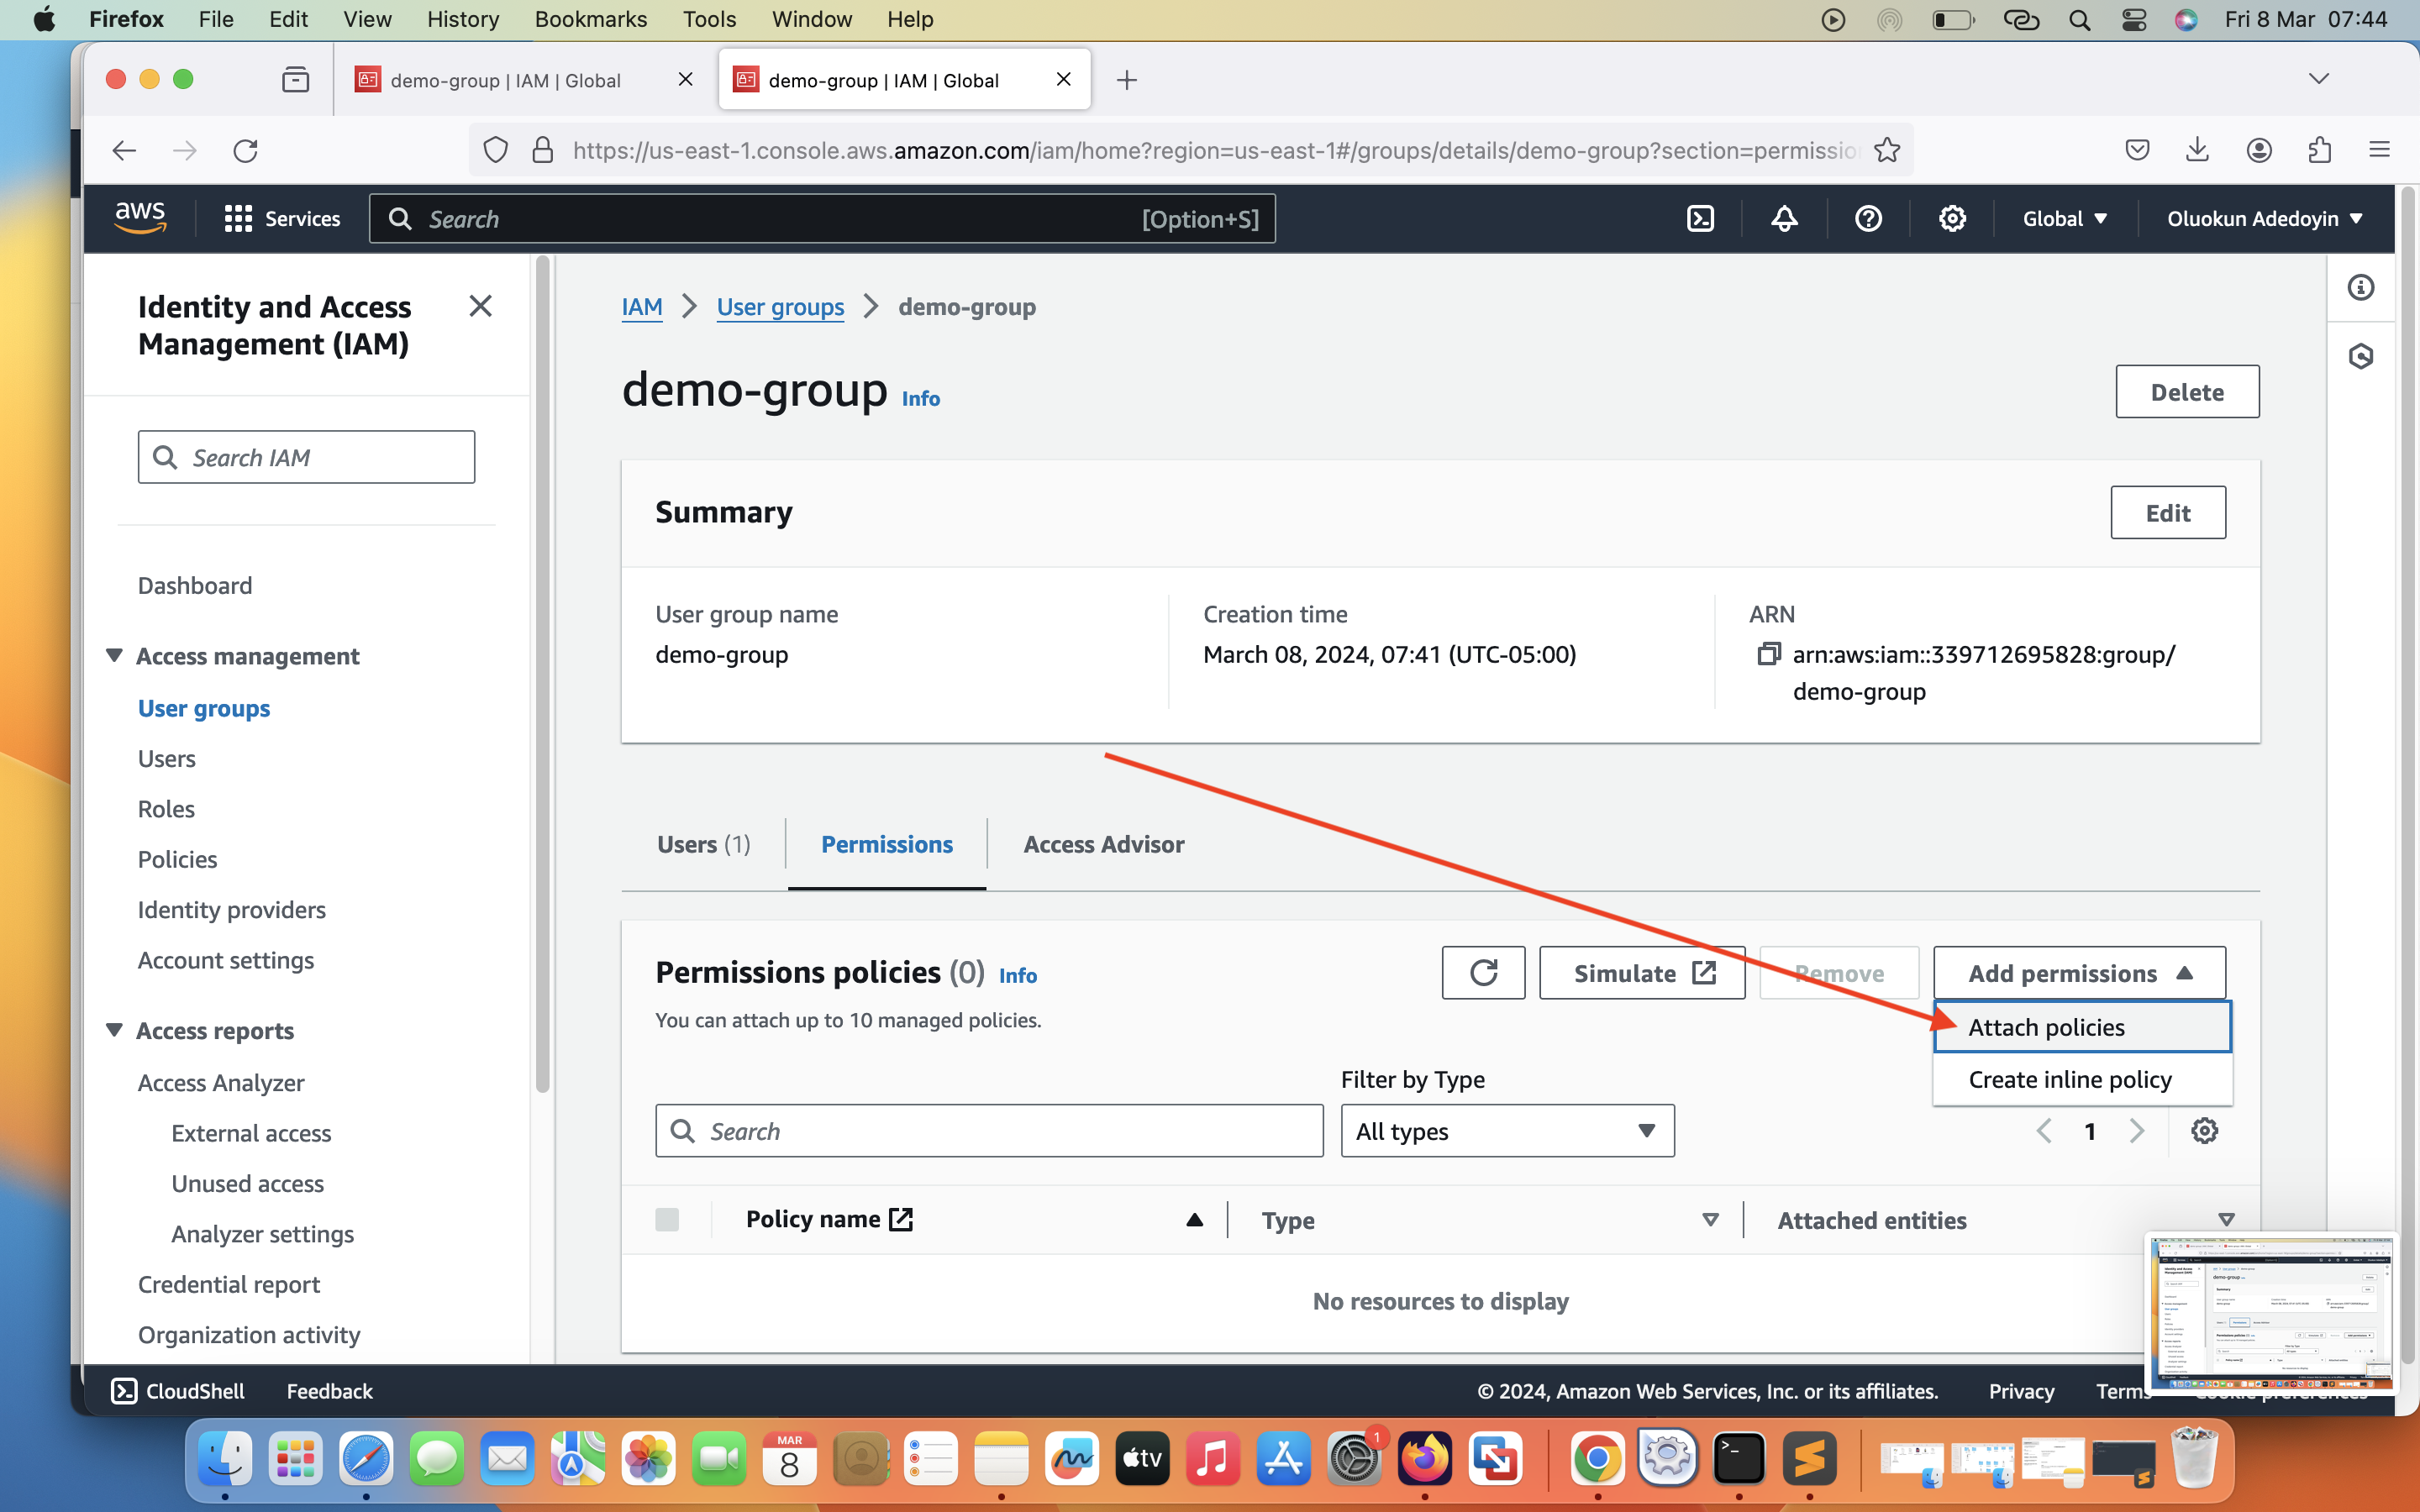 Firefox File Edit View History Bookmarks Tools Window Help Fri 8 Mar 07:44
demo-group | IAM | Global demo-group | IAM | Global
https://us-east-1.console.aws.amazon.com/iam/home?region=us-east-1#/groups/details/demo-group?section=permissio
aws Services Search [Option+S] Global Oluokun Adedoyin
Identity and Access
Management (IAM)
Search IAM
Dashboard
Access management
User groups
Users
Roles
Policies
Identity providers
Account settings
Access reports
Access Analyzer
External access
Unused access
Analyzer settings
Credential report
Organization activity
IAM User groups demo-group
demo-group Info
Delete
Summary
Edit
User group name
demo-group
Creation time
March 08, 2024, 07:41 (UTC-05:00)
ARN
arn:aws:iam::339712695828:group/
demo-group
Users (1) Permissions Access Advisor
Permissions policies (0) Info
Simulate Remove Add permissions
You can attach up to 10 managed policies.
Attach policies
Create inline policy
Filter by Type
Search All types 1
Policy name Type Attached entities
No resources to display
CloudShell Feedback © 2024, Amazon Web Services, Inc. or its affiliates. Privacy Terms
MAR
8
tv
1